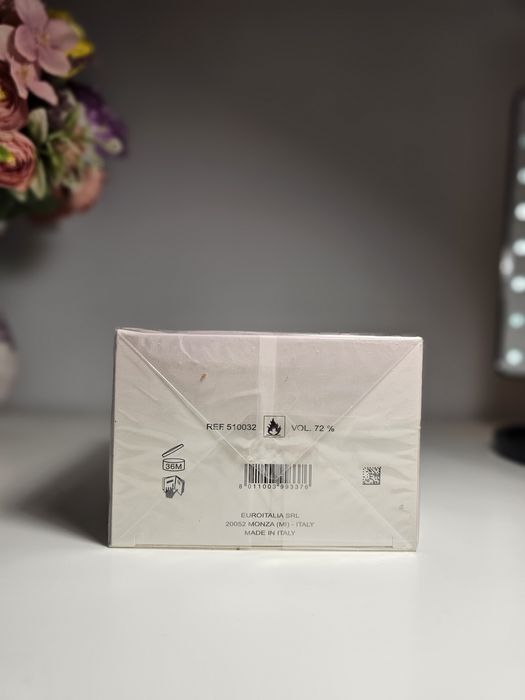 REF 510032 VOL. 72 %
36M
8 011003 993376
EUROITALIA SRL
20052 MONZA (MI) - ITALY
MADE IN ITALY